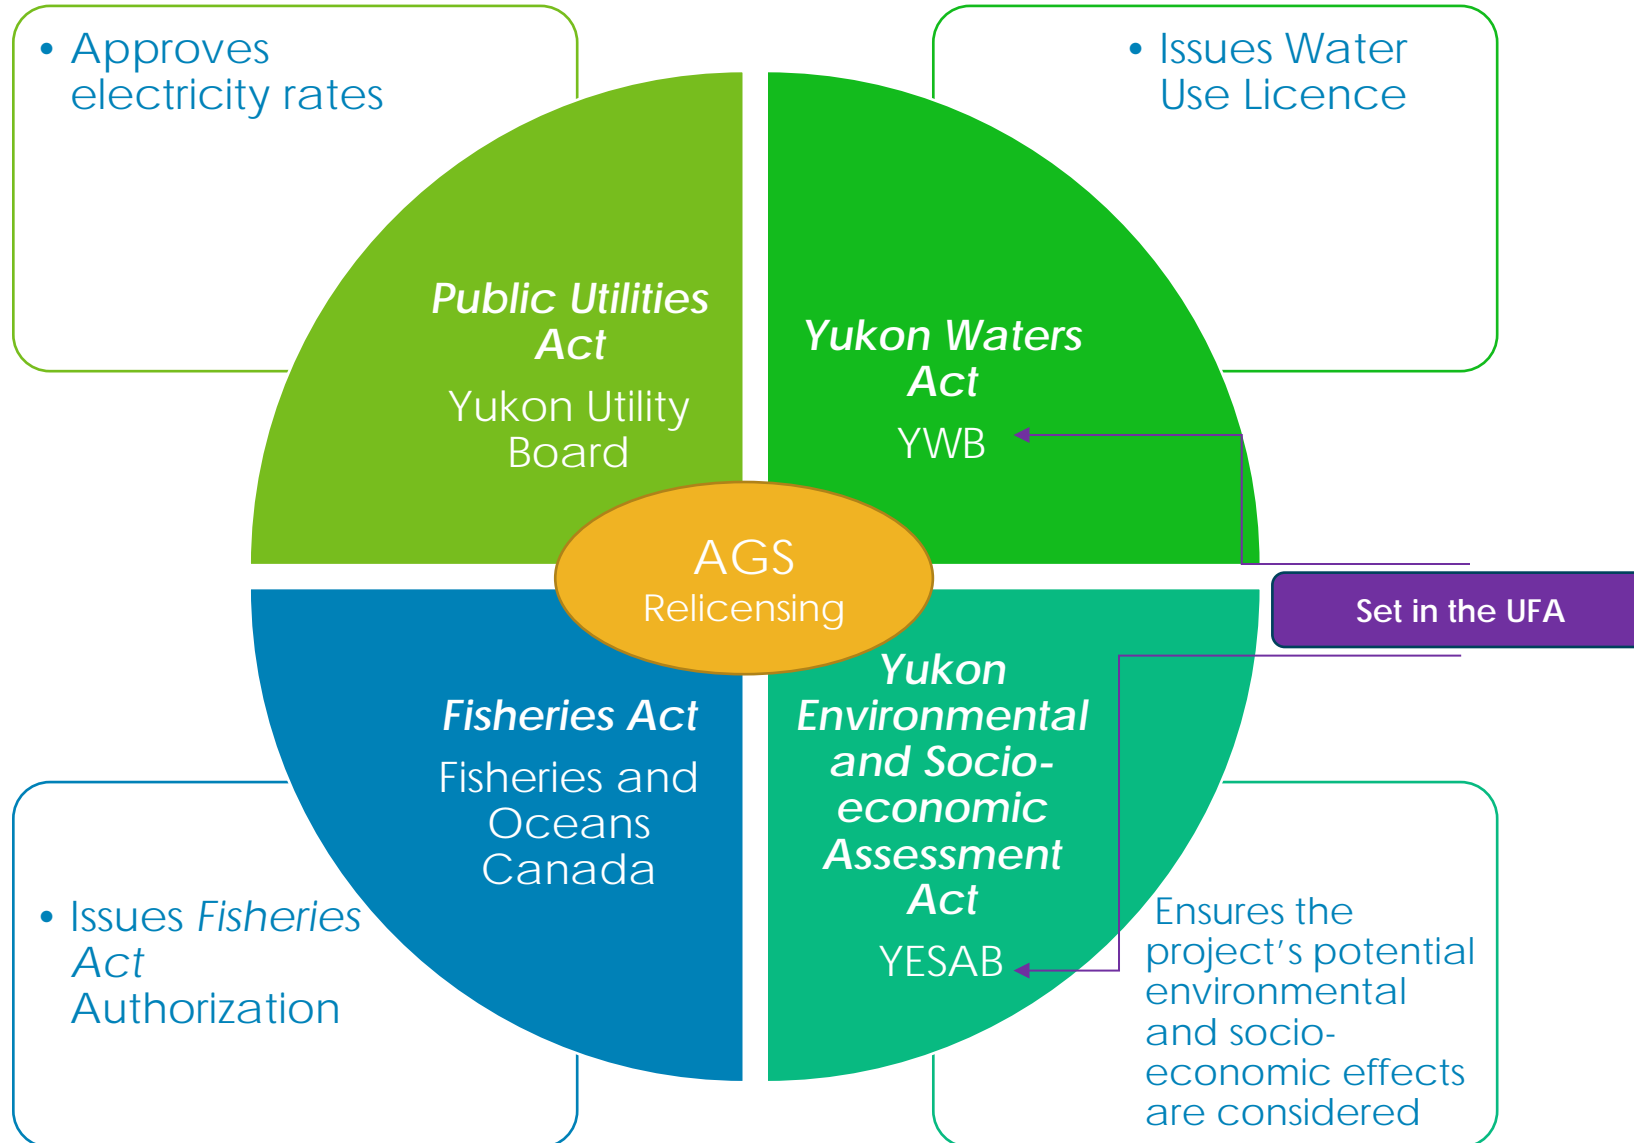 • Approves
electricity rates
• Issues Water
Use Licence
Public Utilities
Act
Yukon Utility
Board
Yukon Waters
Act
YWB
AGS
Relicensing
Set in the UFA
Fisheries Act
Fisheries and
Oceans
Canada
Yukon
Environmental
and Socio-
economic
Assessment
Act
YESAB
• Issues Fisheries
Act
Authorization
Ensures the
project’s potential
environmental
and socio-
economic effects
are considered